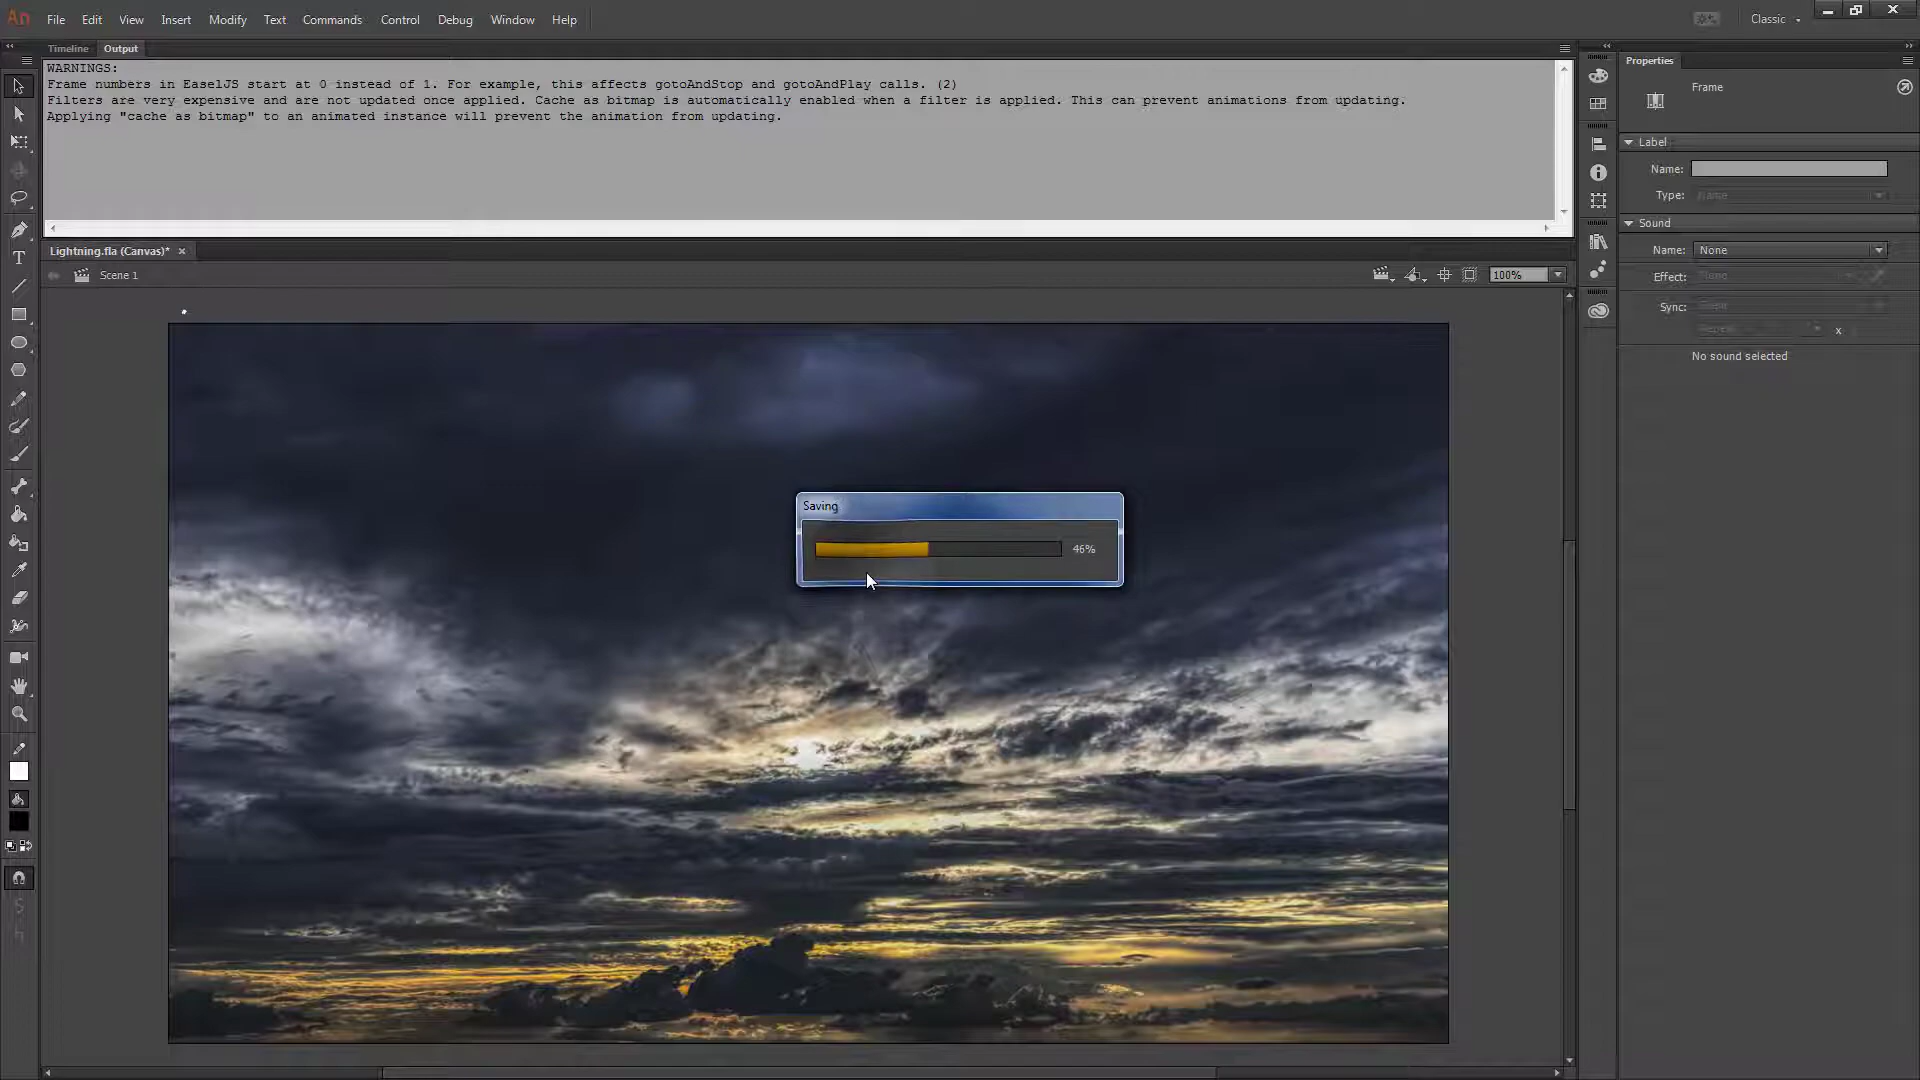 An File Edit View Insert Modify Text Commands Control Debug Window Help Classic
Timeline Output
WARNINGS:
Frame numbers in EaselJS start at 0 instead of 1. For example, this affects gotoAndStop and gotoAndPlay calls. (2)
Filters are very expensive and are not updated once applied. Cache as bitmap is automatically enabled when a filter is applied. This can prevent animations from updating.
Applying "cache as bitmap" to an animated instance will prevent the animation from updating.
Lightning.fla (Canvas)* x
Scene 1
100%
Saving
46%
Properties
Frame
Label
Name:
Type: Name
Sound
Name: None
Effect: None
Sync: Event
Repeat x
No sound selected